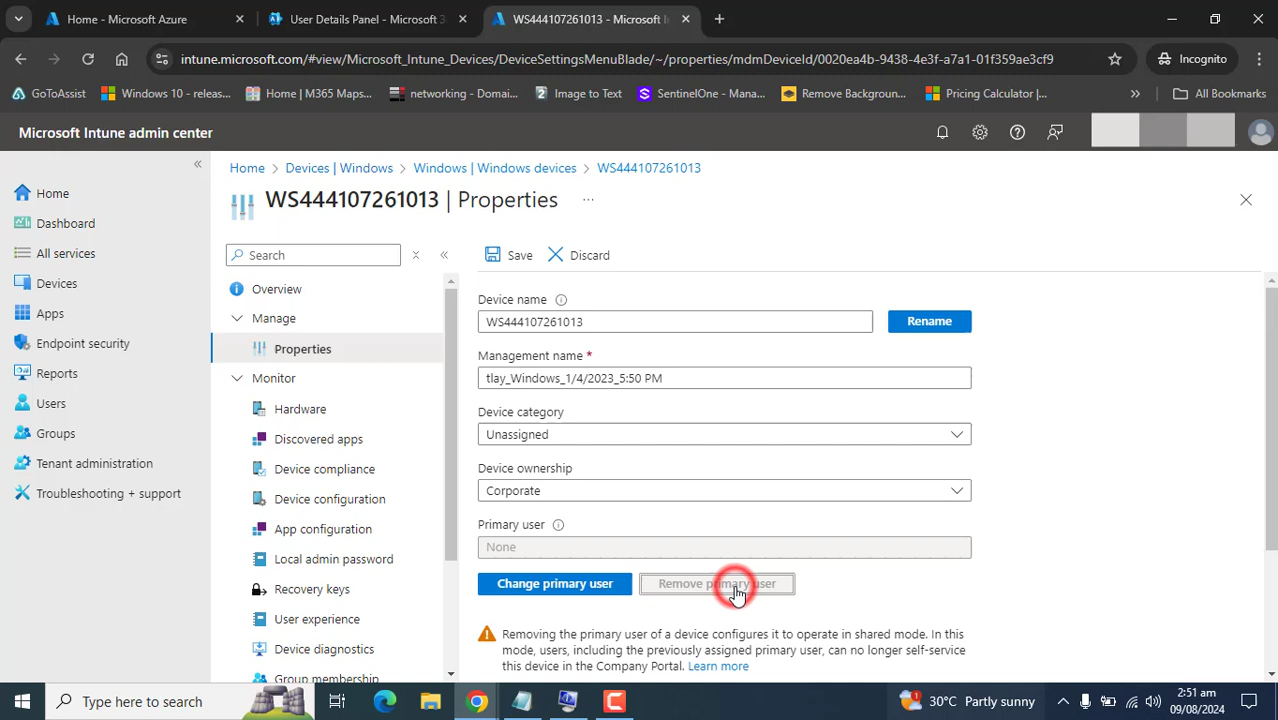 Home - Microsoft Azure
User Details Panel - Microsoft 3
WS444107261013 - Microsoft I
intune.microsoft.com/#view/Microsoft_Intune_Devices/DeviceSettingsMenuBlade/~/properties/mdmDeviceId/0020ea4b-9438-4e3f-a7a1-01f359ae3cf9
Incognito
GoToAssist
Windows 10 - releas...
Home | M365 Maps...
networking - Domai...
Image to Text
SentinelOne - Mana...
Remove Backgroun...
Pricing Calculator |...
»
All Bookmarks
Microsoft Intune admin center
Home > Devices | Windows > Windows | Windows devices > WS444107261013
WS444107261013 | Properties ...
Home
Dashboard
All services
Devices
Apps
Endpoint security
Reports
Users
Groups
Tenant administration
Troubleshooting + support
Search
Overview
Manage
Properties
Monitor
Hardware
Discovered apps
Device compliance
Device configuration
App configuration
Local admin password
Recovery keys
User experience
Device diagnostics
Group membership
Save
Discard
Device name
WS444107261013
Rename
Management name *
tlay_Windows_1/4/2023_5:50 PM
Device category
Unassigned
Device ownership
Corporate
Primary user
None
Change primary user
Remove primary user
Removing the primary user of a device configures it to operate in shared mode. In this
mode, users, including the previously assigned primary user, can no longer self-service
this device in the Company Portal. Learn more
Type here to search
30°C Partly sunny
2:51 am
09/08/2024